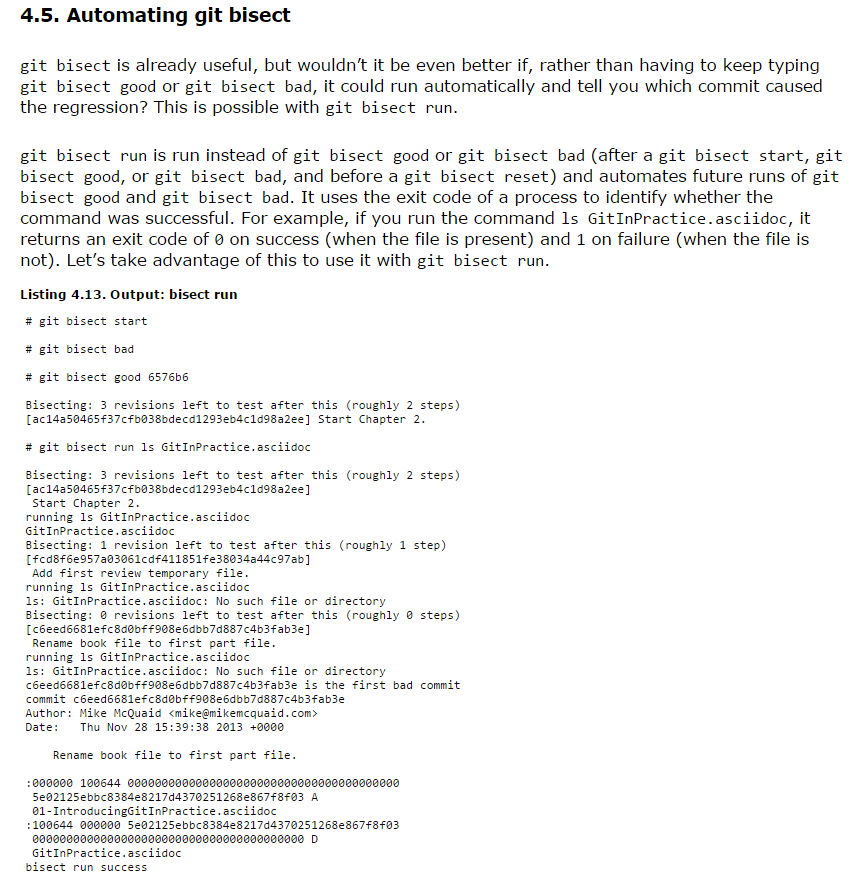 4.5. Automating git bisect
git bisect is already useful, but wouldn't it be even better if, rather than having to keep typing
git bisect good or git bisect bad, it could run automatically and tell you which commit caused
the regression? This is possible with git bisect run.
git bisect run is run instead of git bisect good or git bisect bad (after a git bisect start, git
bisect good, or git bisect bad, and before a git bisect reset) and automates future runs of git
bisect good and git bisect bad. It uses the exit code of a process to identify whether the
command was successful. For example, if you run the command ls GitInPractice.asciidoc, it
returns an exit code of 0 on success (when the file is present) and 1 on failure (when the file is
not). Let's take advantage of this to use it with git bisect run.
Listing 4.13. Output: bisect run
# git bisect start
# git bisect bad
# git bisect good 6576b6
Bisecting: 3 revisions left to test after this (roughly 2 steps)
[ac14a50465f37cfb038bdecd1293eb4c1d98a2ee] Start Chapter 2.
# git bisect run ls GitInPractice.asciidoc
Bisecting: 3 revisions left to test after this (roughly 2 steps)
[ac14a50465f37cfb038bdecd1293eb4c1d98a2ee]
Start Chapter 2.
running ls GitInPractice.asciidoc
GitInPractice.asciidoc
Bisecting: 1 revision left to test after this (roughly 1 step)
[fcd8f6e957a03061cdf411851fe38034a44c97ab]
Add first review temporary file.
running ls GitInPractice.asciidoc
ls: GitInPractice.asciidoc: No such file or directory
Bisecting: 0 revisions left to test after this (roughly 0 steps)
[c6eed6681efc8d0bff908e6dbb7d887c4b3fab3e]
Rename book file to first part file.
running ls GitInPractice.asciidoc
ls: GitInPractice.asciidoc: No such file or directory
c6eed6681efc8d0bff908e6dbb7d887c4b3fab3e is the first bad commit
commit c6eed6681efc8d0bff908e6dbb7d887c4b3fab3e
Author: Mike McQuaid <mike@mikemcquaid.com>
Date:   Thu Nov 28 15:39:38 2013 +0000
Rename book file to first part file.
:000000 100644 0000000000000000000000000000000000000000
5e02125ebbc8384e8217d4370251268e867f8f03 A
01-IntroducingGitInPractice.asciidoc
:100644 000000 5e02125ebbc8384e8217d4370251268e867f8f03
0000000000000000000000000000000000000000 D
GitInPractice.asciidoc
bisect run success